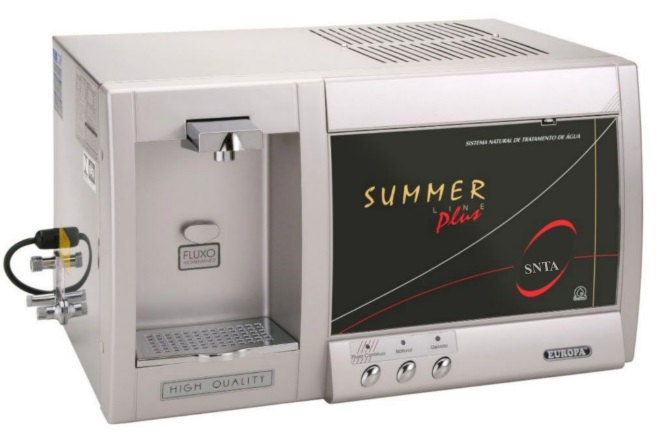 SISTEMA NATURAL DE TRATAMENTO DE ÁGUA
SUMMER
LINE
Plus
SNTA
FLUXO
Natural
Gelada
EUROPA
HIGH QUALITY